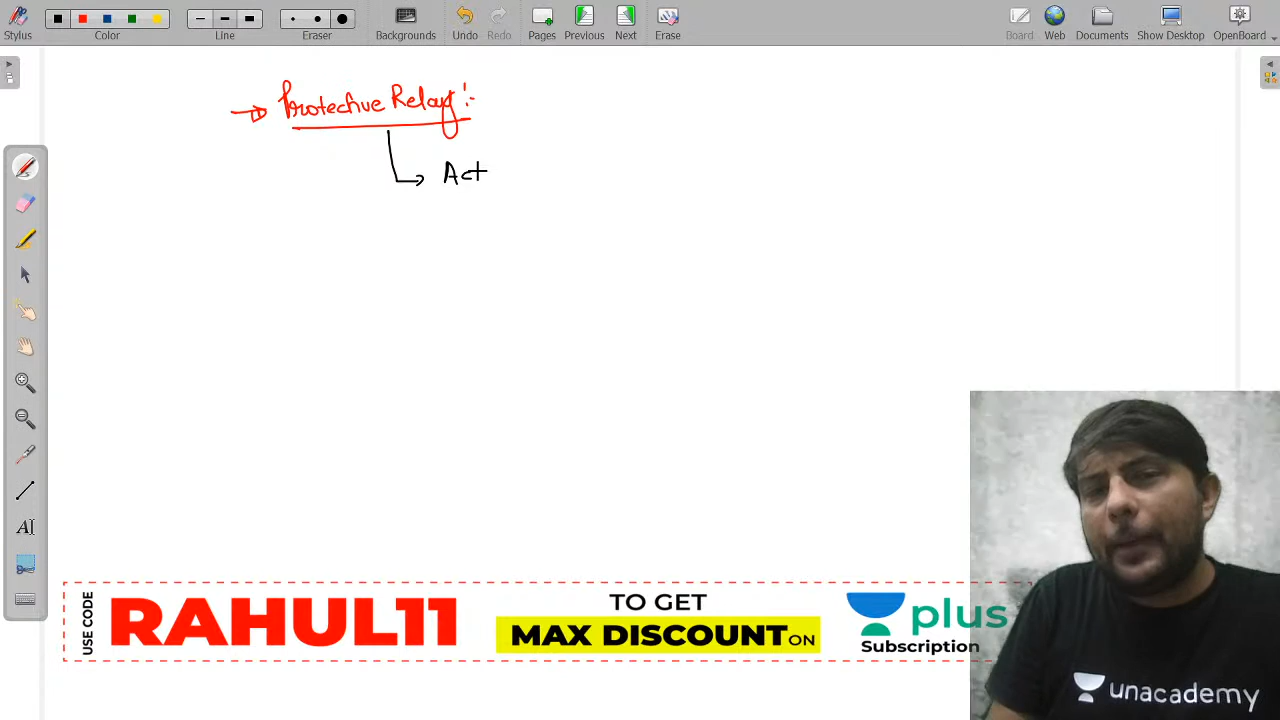 Stylus
Color
Line
Eraser
Backgrounds
Undo
Redo
Pages
Previous
Next
Erase
Board
Web
Documents
Show Desktop
OpenBoard
→ Protective Relay :-
Act
USE CODE
RAHUL11
TO GET
MAX DISCOUNT ON
plus
Subscription
unacademy